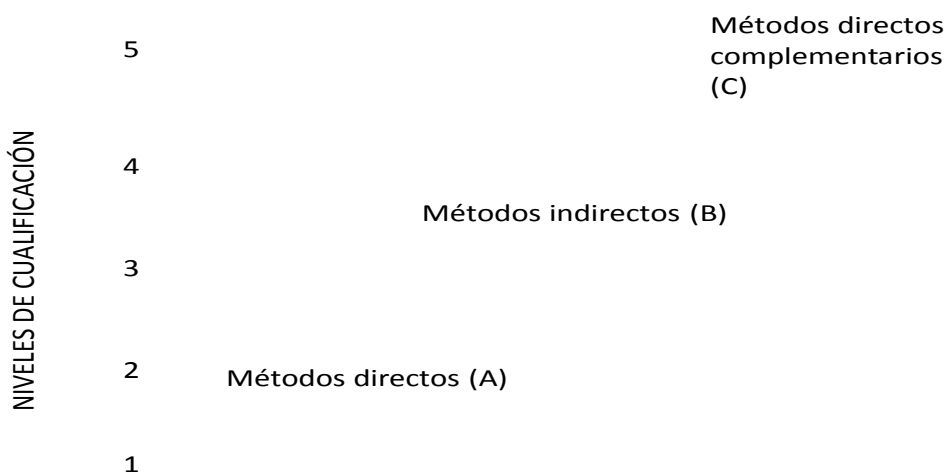 Métodos directos
complementarios
(C)
5
NIVELES DE CUALIFICACIÓN
4
Métodos indirectos (B)
3
2
Métodos directos (A)
1